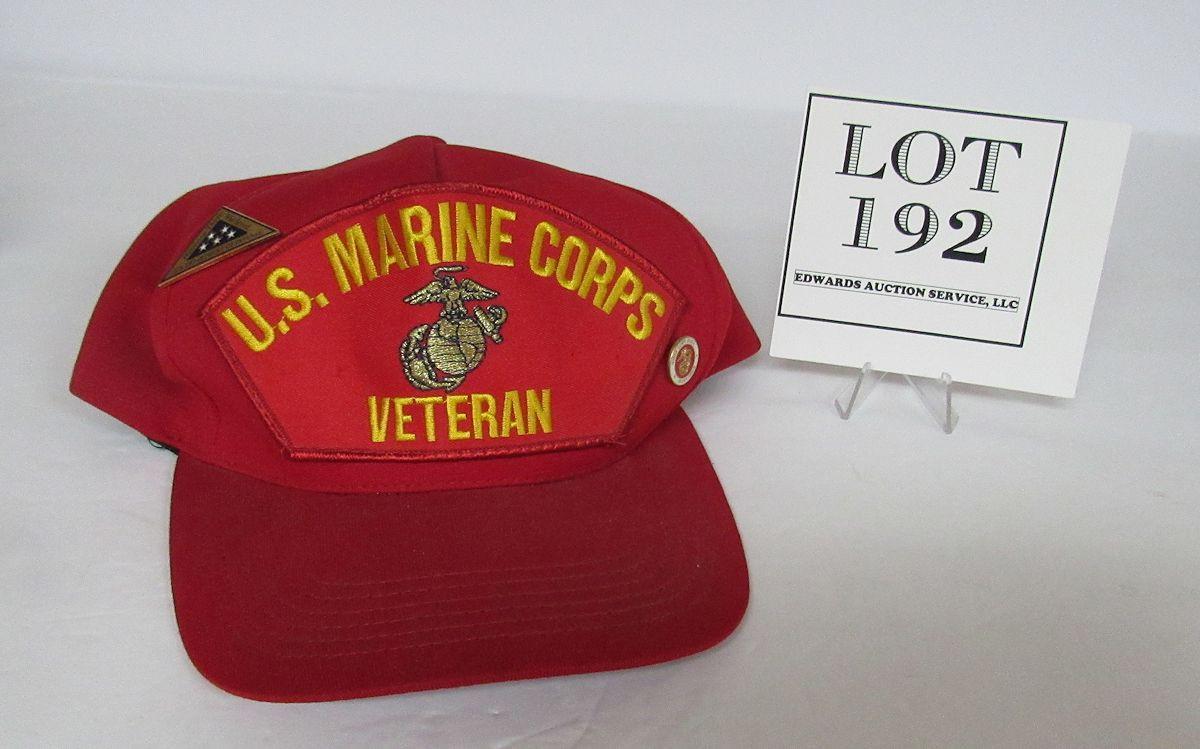 U.S. MARINE CORPS
VETERAN
LOT
192
EDWARDS AUCTION SERVICE, LLC